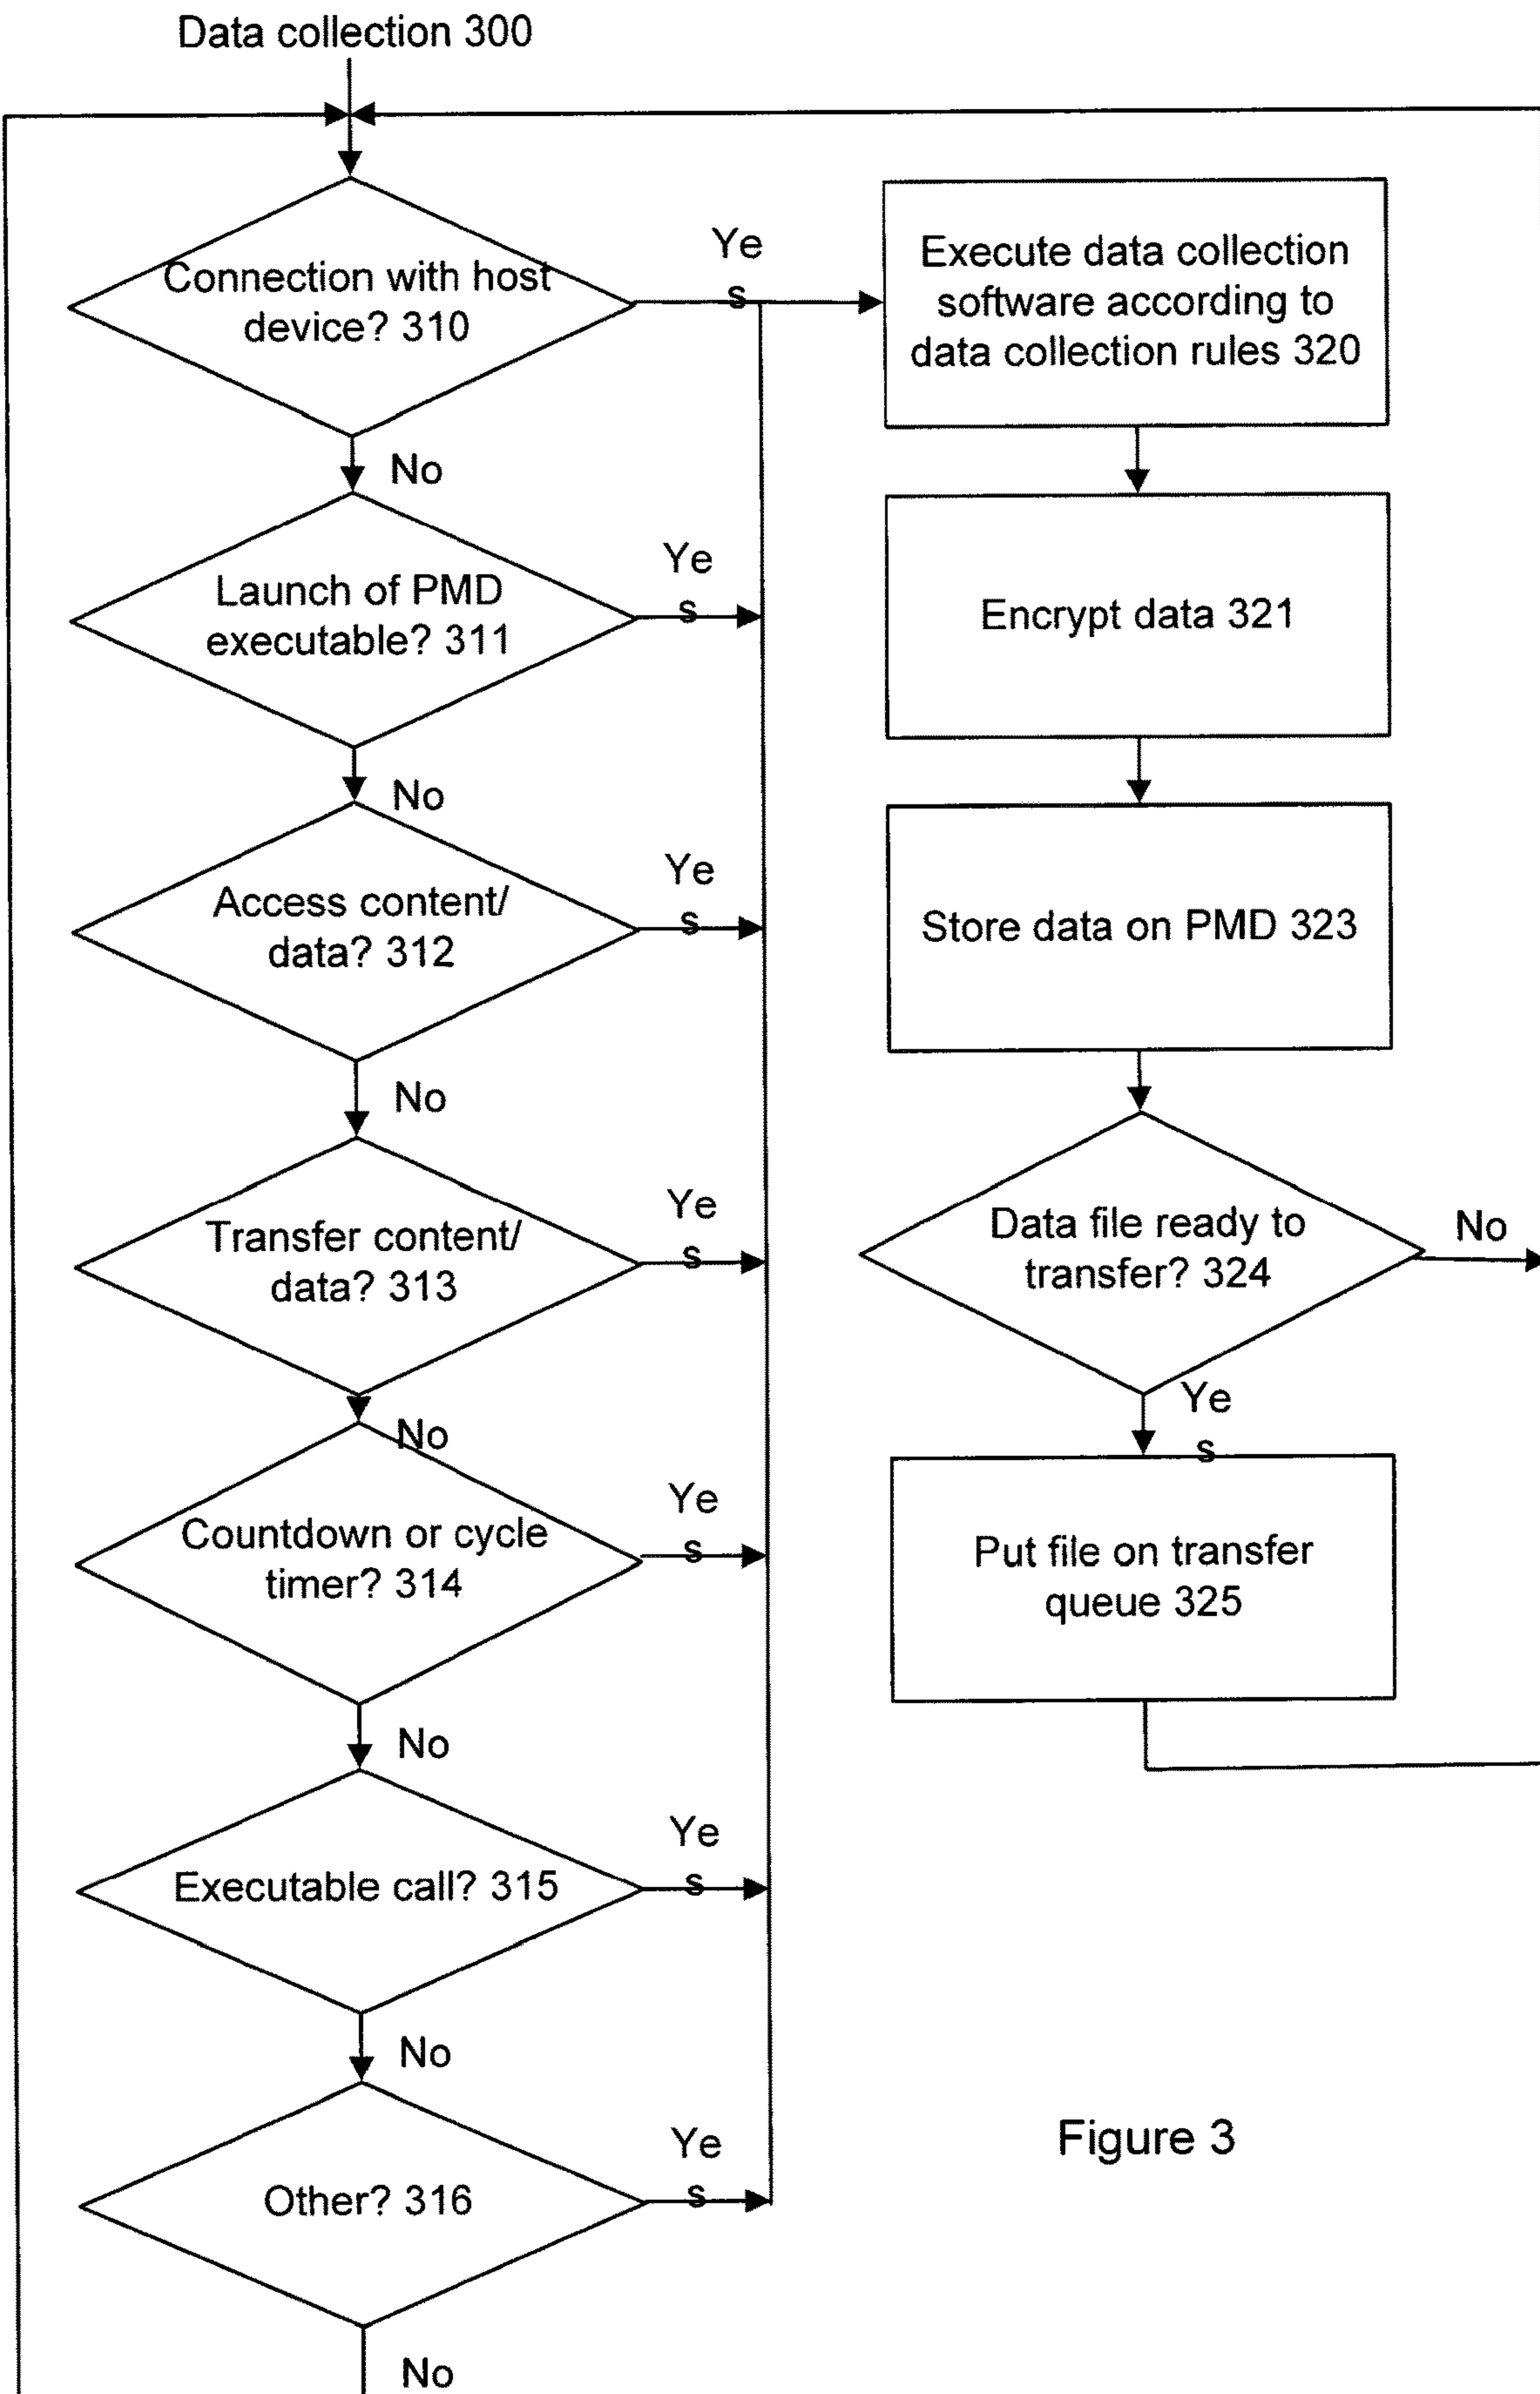 Data collection 300
Connection with host
device? 310
Ye
s
No
Launch of PMD
executable? 311
Ye
s
No
Access content/
data? 312
Ye
s
No
Transfer content/
data? 313
Ye
s
No
Countdown or cycle
timer? 314
Ye
s
No
Executable call? 315
Ye
s
No
Other? 316
Ye
s
No
Execute data collection
software according to
data collection rules 320
Encrypt data 321
Store data on PMD 323
Data file ready to
transfer? 324
No
Ye
s
Put file on transfer
queue 325
Figure 3